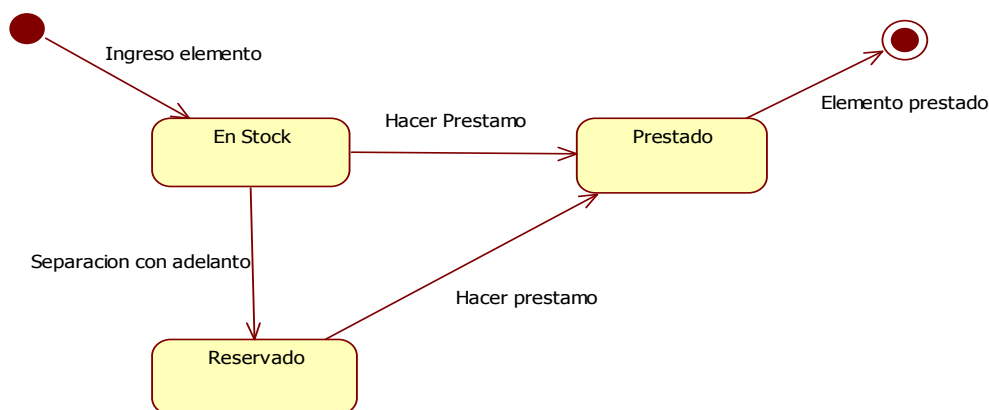 Ingreso elemento
En Stock
Hacer Prestamo
Prestado
Elemento prestado
Separacion con adelanto
Hacer prestamo
Reservado